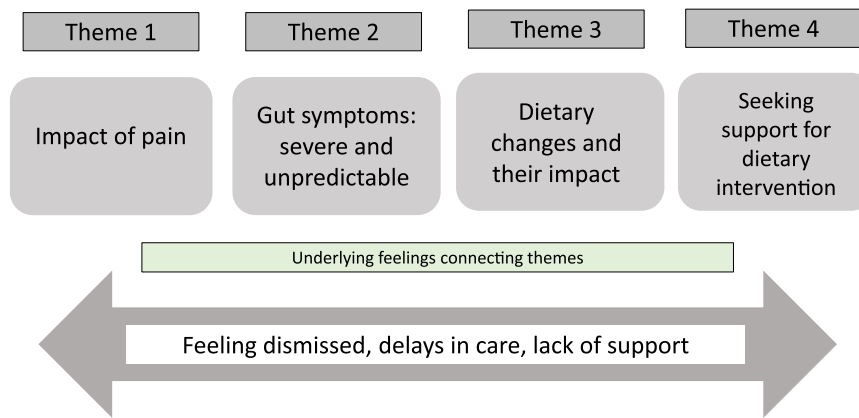 Theme 1
Theme 2
Theme 3
Theme 4
Impact of pain
Gut symptoms:
severe and
unpredictable
Dietary
changes and
their impact
Seeking
support for
dietary
intervention
Underlying feelings connecting themes
Feeling dismissed, delays in care, lack of support